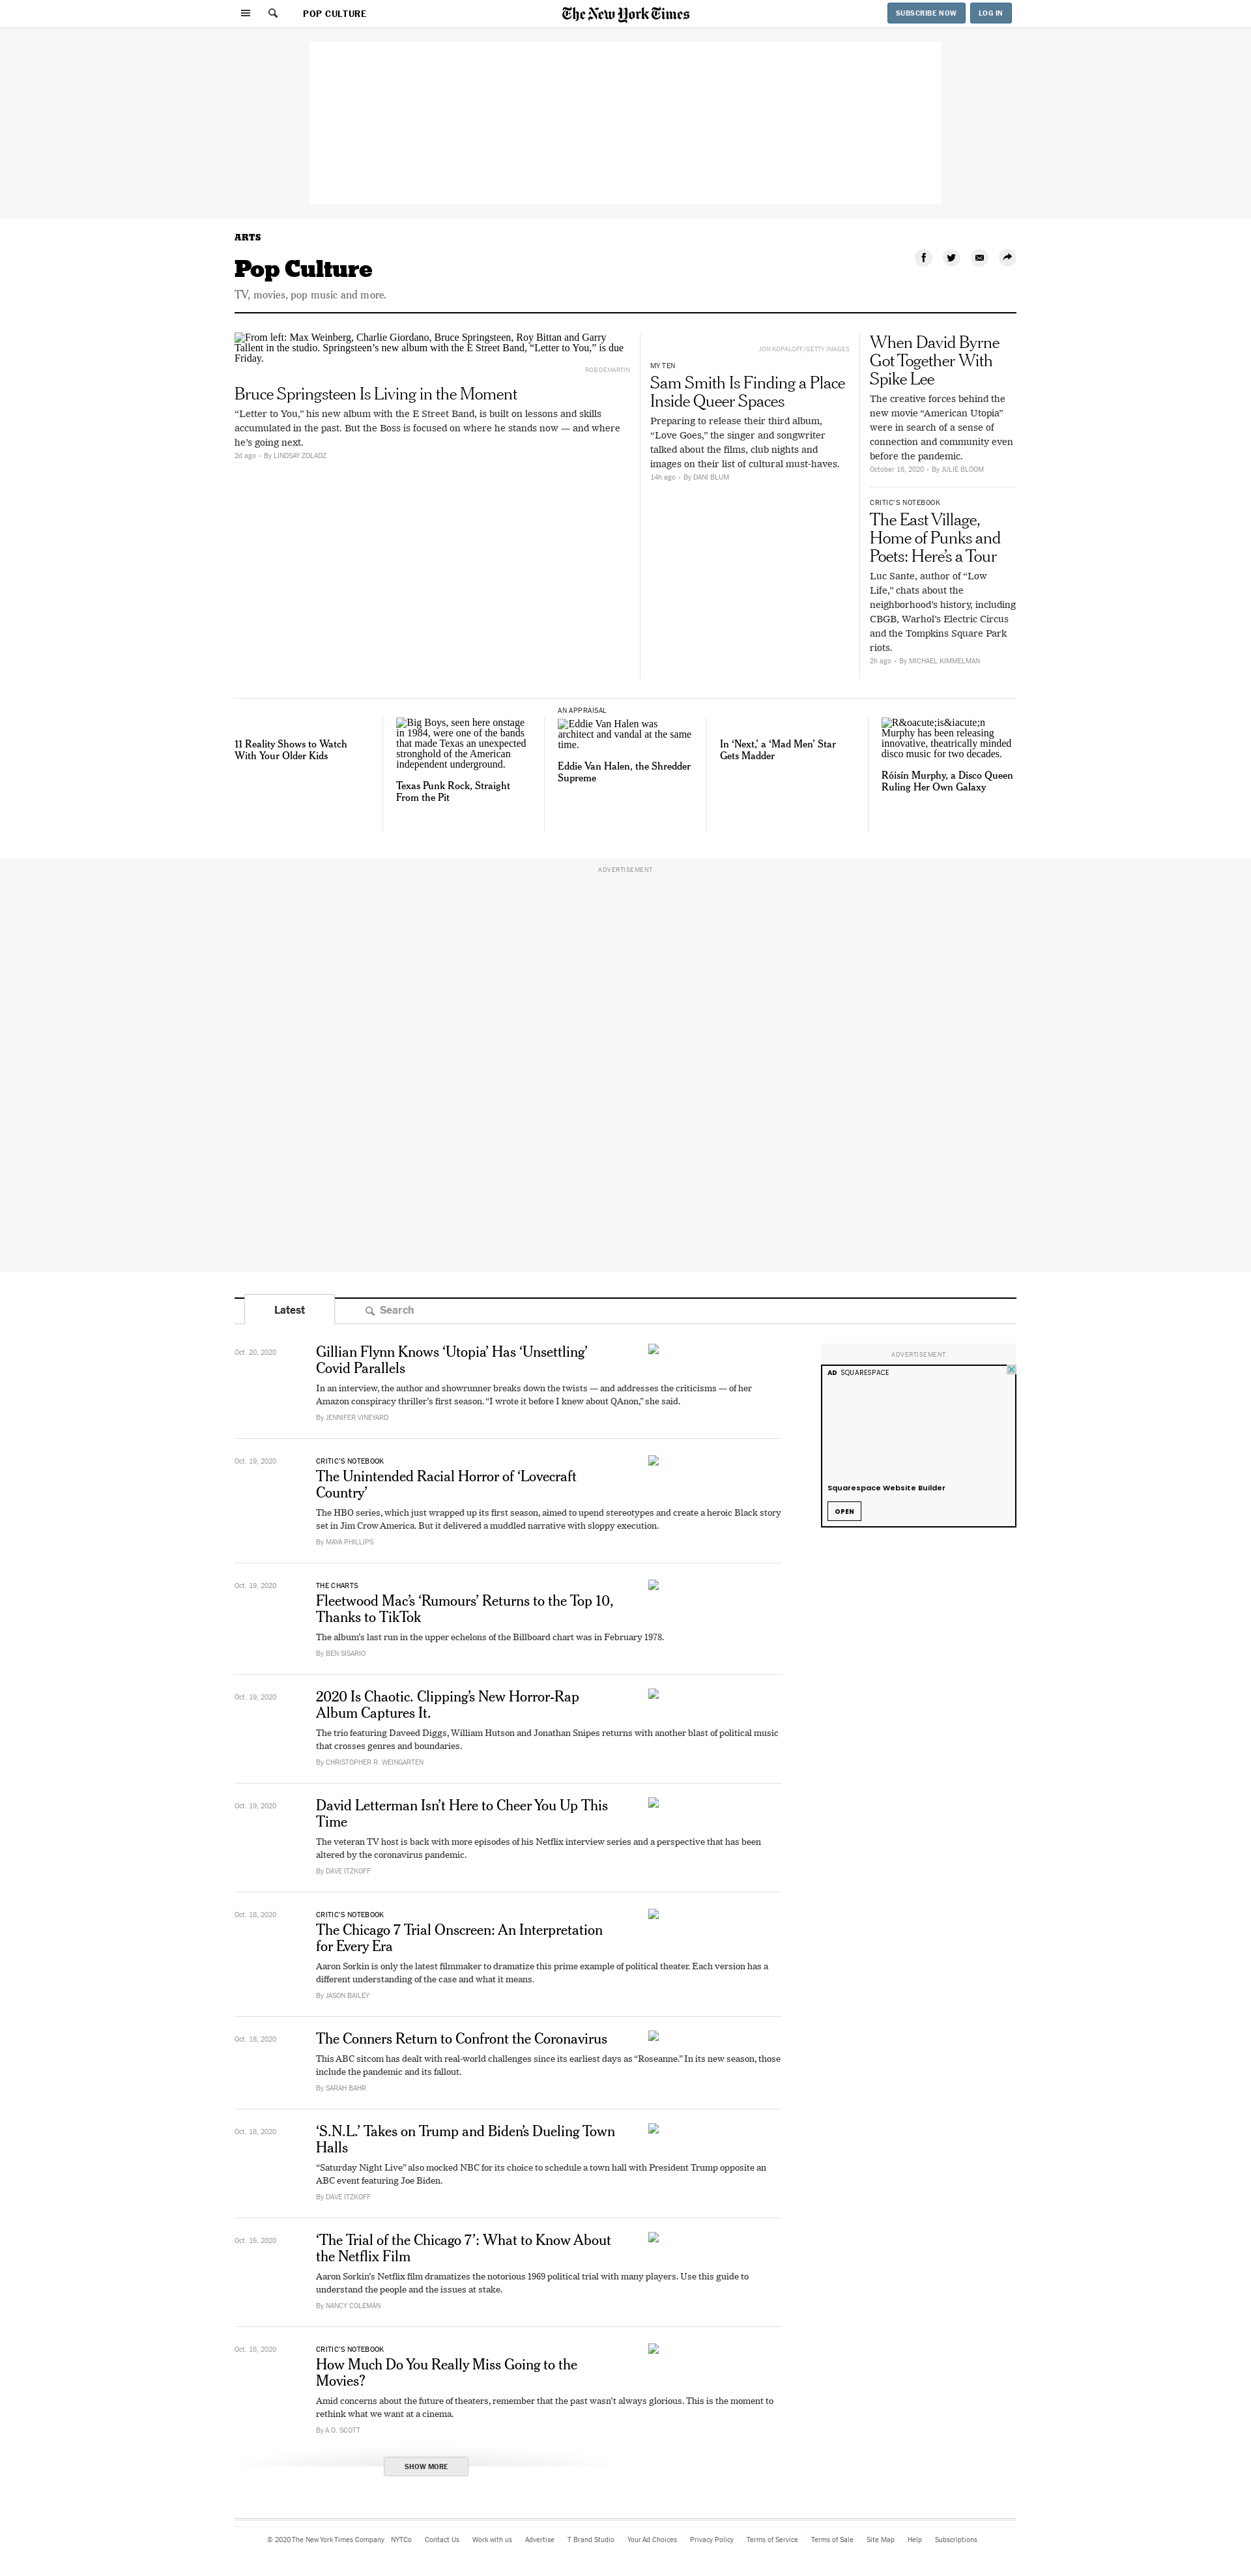 POP CULTURE
The New York Times
SUBSCRIBE NOW
LOG IN
ARTS
Pop Culture
TV, movies, pop music and more.
From left: Max Weinberg, Charlie Giordano, Bruce Springsteen, Roy Bittan and Garry
Tallent in the studio. Springsteen’s new album with the E Street Band, “Letter to You,” is due
Friday.
ROB DEMARTIN
Bruce Springsteen Is Living in the Moment
“Letter to You,” his new album with the E Street Band, is built on lessons and skills
accumulated in the past. But the Boss is focused on where he stands now — and where
he’s going next.
2d ago · By LINDSAY ZOLADZ
JON KOPALOFF/GETTY IMAGES
MY TEN
Sam Smith Is Finding a Place
Inside Queer Spaces
Preparing to release their third album,
“Love Goes,” the singer and songwriter
talked about the films, club nights and
images on their list of cultural must-haves.
14h ago · By DANI BLUM
When David Byrne
Got Together With
Spike Lee
The creative forces behind the
new movie “American Utopia”
were in search of a sense of
connection and community even
before the pandemic.
October 16, 2020 · By JULIE BLOOM
CRITIC’S NOTEBOOK
The East Village,
Home of Punks and
Poets: Here’s a Tour
Luc Sante, author of “Low
Life,” chats about the
neighborhood’s history, including
CBGB, Warhol’s Electric Circus
and the Tompkins Square Park
riots.
2h ago · By MICHAEL KIMMELMAN
11 Reality Shows to Watch
With Your Older Kids
Big Boys, seen here onstage
in 1984, were one of the bands
that made Texas an unexpected
stronghold of the American
independent underground.
Texas Punk Rock, Straight
From the Pit
AN APPRAISAL
Eddie Van Halen was
architect and vandal at the same
time.
Eddie Van Halen, the Shredder
Supreme
In ‘Next,’ a ‘Mad Men’ Star
Gets Madder
R&oacute;is&iacute;n
Murphy has been releasing
innovative, theatrically minded
disco music for two decades.
Róisín Murphy, a Disco Queen
Ruling Her Own Galaxy
ADVERTISEMENT
Latest
Search
Oct. 20, 2020
Gillian Flynn Knows ‘Utopia’ Has ‘Unsettling’
Covid Parallels
In an interview, the author and showrunner breaks down the twists — and addresses the criticisms — of her
Amazon conspiracy thriller’s first season. “I wrote it before I knew about QAnon,” she said.
By JENNIFER VINEYARD
ADVERTISEMENT
AD SQUARESPACE
Squarespace Website Builder
OPEN
Oct. 19, 2020
CRITIC’S NOTEBOOK
The Unintended Racial Horror of ‘Lovecraft
Country’
The HBO series, which just wrapped up its first season, aimed to upend stereotypes and create a heroic Black story
set in Jim Crow America. But it delivered a muddled narrative with sloppy execution.
By MAYA PHILLIPS
Oct. 19, 2020
THE CHARTS
Fleetwood Mac’s ‘Rumours’ Returns to the Top 10,
Thanks to TikTok
The album’s last run in the upper echelons of the Billboard chart was in February 1978.
By BEN SISARIO
Oct. 19, 2020
2020 Is Chaotic. Clipping’s New Horror-Rap
Album Captures It.
The trio featuring Daveed Diggs, William Hutson and Jonathan Snipes returns with another blast of political music
that crosses genres and boundaries.
By CHRISTOPHER R. WEINGARTEN
Oct. 19, 2020
David Letterman Isn’t Here to Cheer You Up This
Time
The veteran TV host is back with more episodes of his Netflix interview series and a perspective that has been
altered by the coronavirus pandemic.
By DAVE ITZKOFF
Oct. 18, 2020
CRITIC’S NOTEBOOK
The Chicago 7 Trial Onscreen: An Interpretation
for Every Era
Aaron Sorkin is only the latest filmmaker to dramatize this prime example of political theater. Each version has a
different understanding of the case and what it means.
By JASON BAILEY
Oct. 18, 2020
The Conners Return to Confront the Coronavirus
This ABC sitcom has dealt with real-world challenges since its earliest days as “Roseanne.” In its new season, those
include the pandemic and its fallout.
By SARAH BAHR
Oct. 18, 2020
‘S.N.L.’ Takes on Trump and Biden’s Dueling Town
Halls
“Saturday Night Live” also mocked NBC for its choice to schedule a town hall with President Trump opposite an
ABC event featuring Joe Biden.
By DAVE ITZKOFF
Oct. 16, 2020
‘The Trial of the Chicago 7’: What to Know About
the Netflix Film
Aaron Sorkin’s Netflix film dramatizes the notorious 1969 political trial with many players. Use this guide to
understand the people and the issues at stake.
By NANCY COLEMAN
Oct. 16, 2020
CRITIC’S NOTEBOOK
How Much Do You Really Miss Going to the
Movies?
Amid concerns about the future of theaters, remember that the past wasn’t always glorious. This is the moment to
rethink what we want at a cinema.
By A.O. SCOTT
SHOW MORE
© 2020 The New York Times Company NYTCo Contact Us Work with us Advertise T Brand Studio Your Ad Choices Privacy Policy Terms of Service Terms of Sale Site Map Help Subscriptions